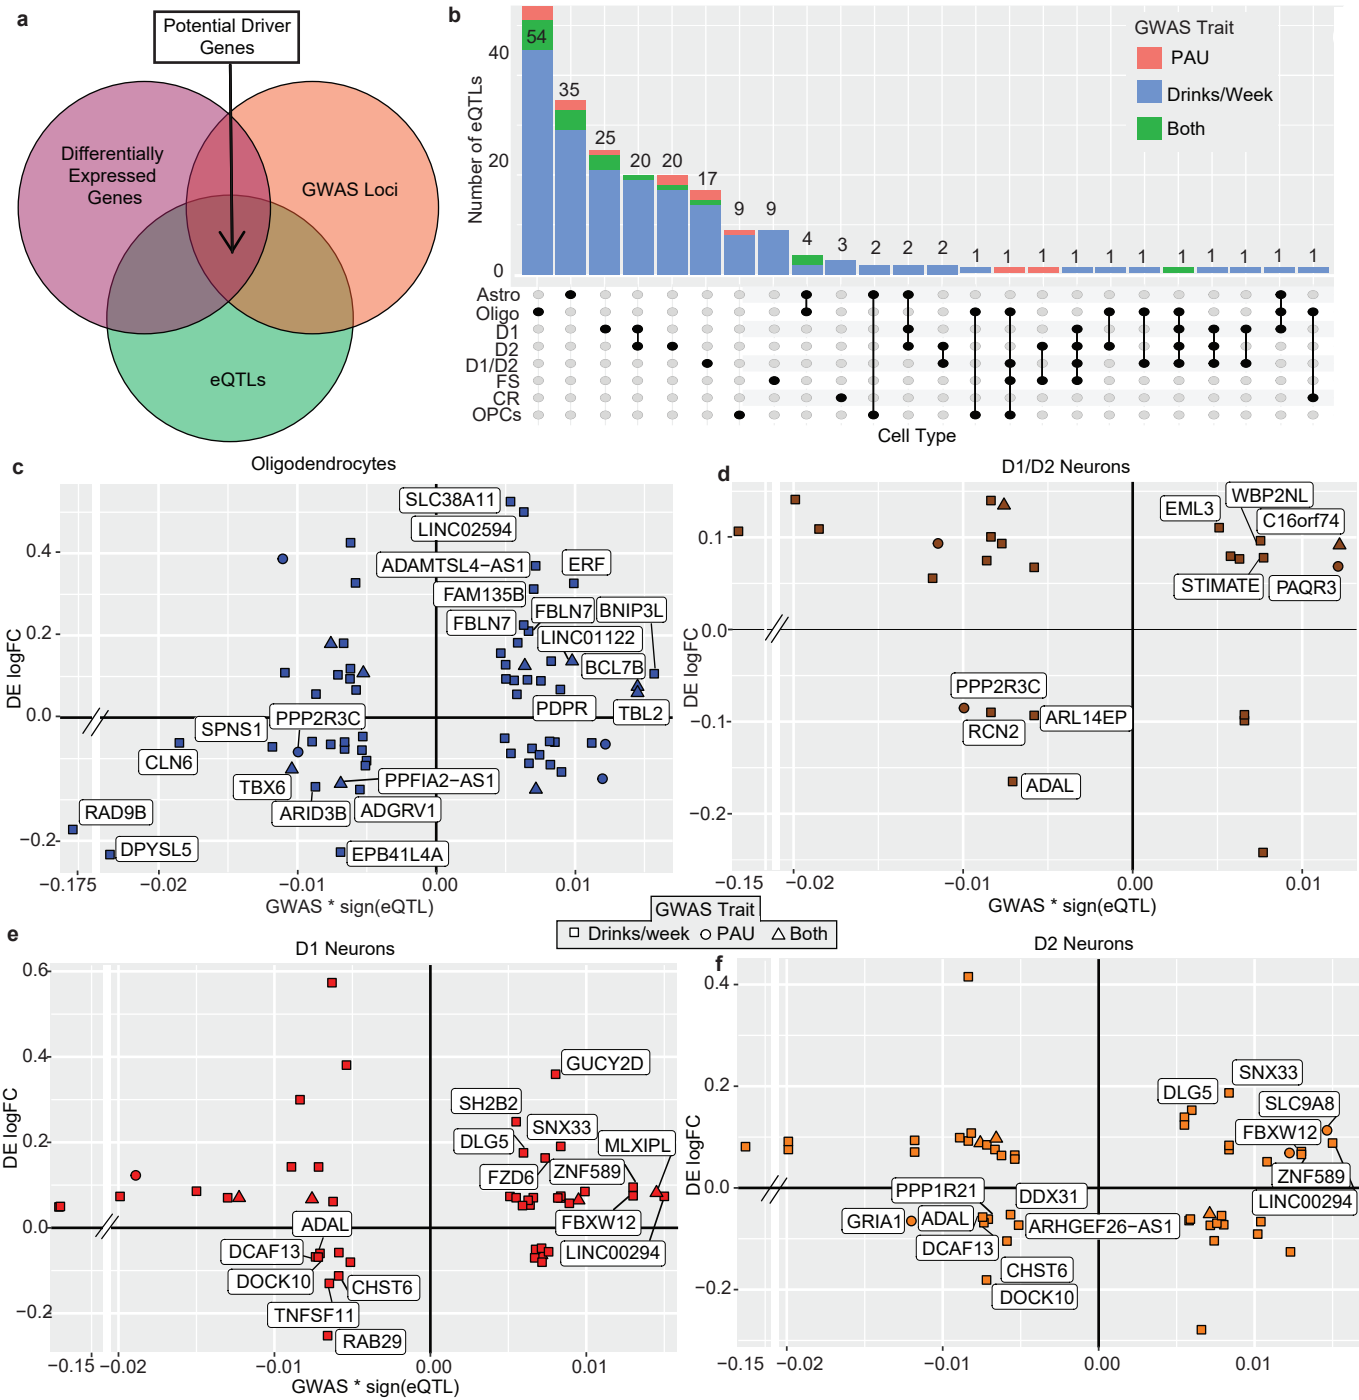 a
Potential Driver
Genes
Differentially
Expressed
Genes
GWAS Loci
eQTLs
b
Number of eQTLs
40
20
0
54
35
25
20
20
17
9
9
4
3
2
2
2
1
1
1
1
1
1
1
1
1
1
1
GWAS Trait
PAU
Drinks/Week
Both
Astro
Oligo
D1
D2
D1/D2
FS
CR
OPCs
Cell Type
c
Oligodendrocytes
DE logFC
0.4
0.2
0.0
−0.2
SLC38A11
LINC02594
ADAMTSL4−AS1
ERF
FAM135B
FBLN7
FBLN7
BNIP3L
LINC01122
BCL7B
PDPR
TBL2
SPNS1
PPP2R3C
CLN6
TBX6
PPFIA2−AS1
ARID3B
ADGRV1
RAD9B
DPYSL5
EPB41L4A
−0.175
−0.02
−0.01
0.00
0.01
GWAS * sign(eQTL)
d
D1/D2 Neurons
DE logFC
0.1
0.0
−0.1
−0.2
WBP2NL
EML3
C16orf74
STIMATE
PAQR3
PPP2R3C
RCN2
ARL14EP
ADAL
−0.15
−0.02
−0.01
0.00
0.01
GWAS * sign(eQTL)
GWAS Trait
Drinks/week
PAU
Both
e
D1 Neurons
DE logFC
0.6
0.4
0.2
0.0
−0.2
GUCY2D
SH2B2
SNX33
DLG5
MLXIPL
FZD6
ZNF589
FBXW12
LINC00294
ADAL
DCAF13
DOCK10
CHST6
TNFSF11
RAB29
−0.15
−0.02
−0.01
0.00
0.01
GWAS * sign(eQTL)
f
D2 Neurons
DE logFC
0.4
0.2
0.0
−0.2
SNX33
DLG5
SLC9A8
FBXW12
ZNF589
LINC00294
PPP1R21
DDX31
GRIA1
ADAL
ARHGEF26−AS1
DCAF13
CHST6
DOCK10
−0.15
−0.02
−0.01
0.00
0.01